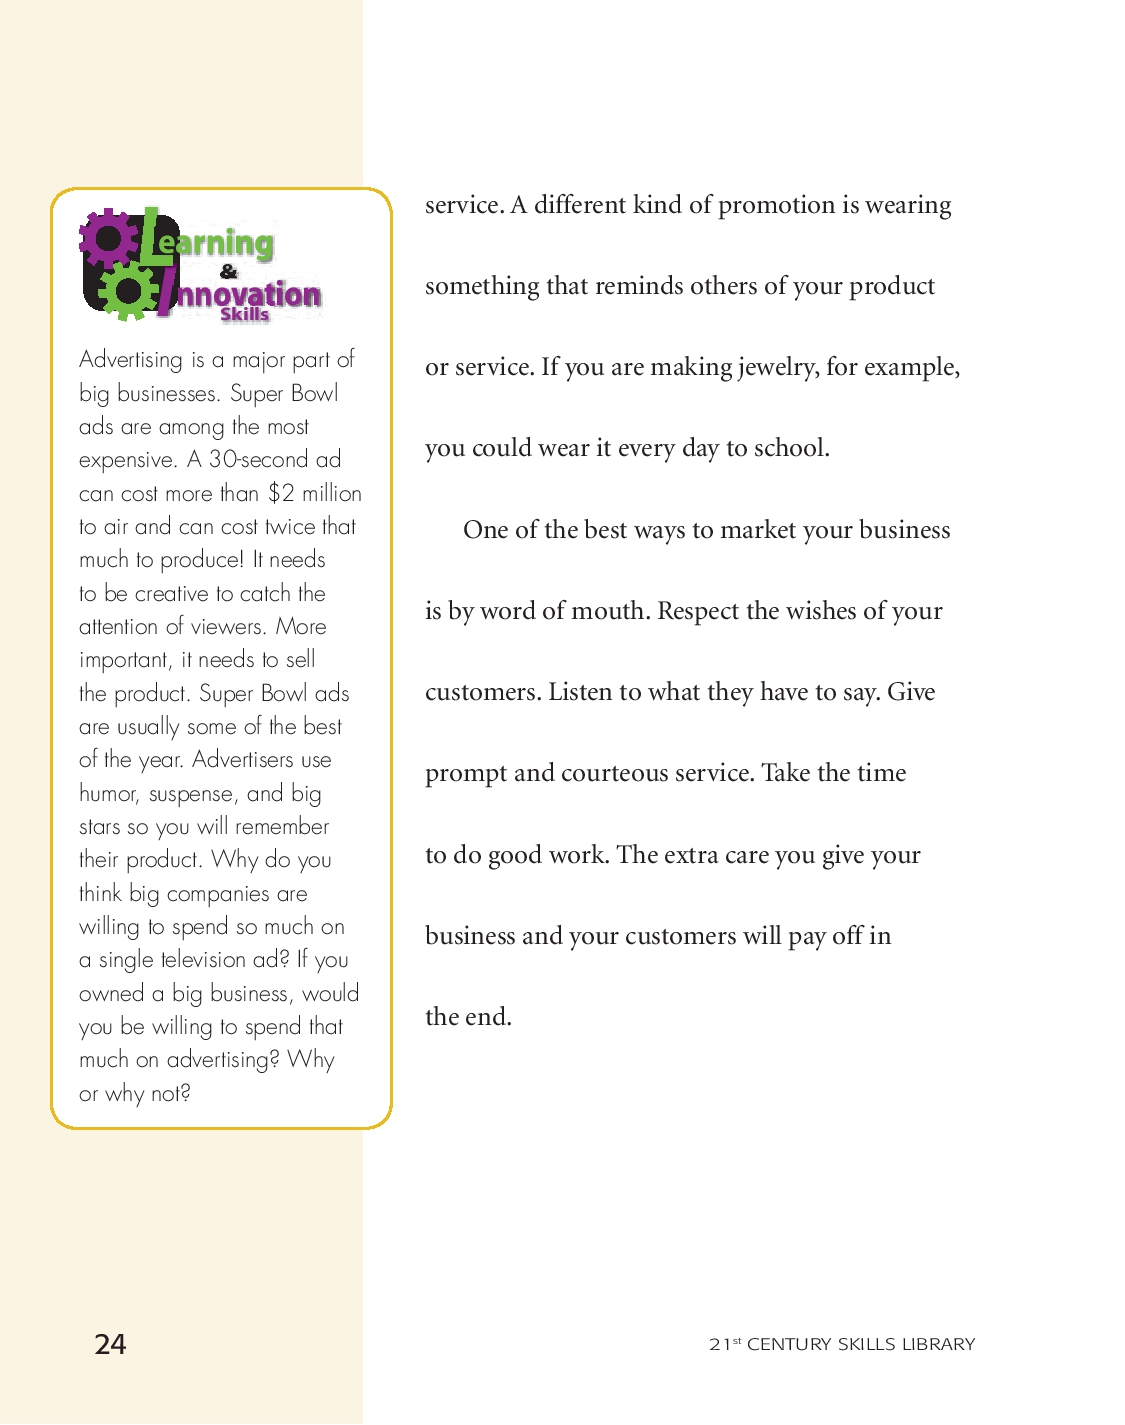 Learning
&
Innovation
Skills
Advertising is a major part of
big businesses. Super Bowl
ads are among the most
expensive. A 30-second ad
can cost more than $2 million
to air and can cost twice that
much to produce! It needs
to be creative to catch the
attention of viewers. More
important, it needs to sell
the product. Super Bowl ads
are usually some of the best
of the year. Advertisers use
humor, suspense, and big
stars so you will remember
their product. Why do you
think big companies are
willing to spend so much on
a single television ad? If you
owned a big business, would
you be willing to spend that
much on advertising? Why
or why not?
service. A different kind of promotion is wearing
something that reminds others of your product
or service. If you are making jewelry, for example,
you could wear it every day to school.
One of the best ways to market your business
is by word of mouth. Respect the wishes of your
customers. Listen to what they have to say. Give
prompt and courteous service. Take the time
to do good work. The extra care you give your
business and your customers will pay off in
the end.
24
21st CENTURY SKILLS LIBRARY